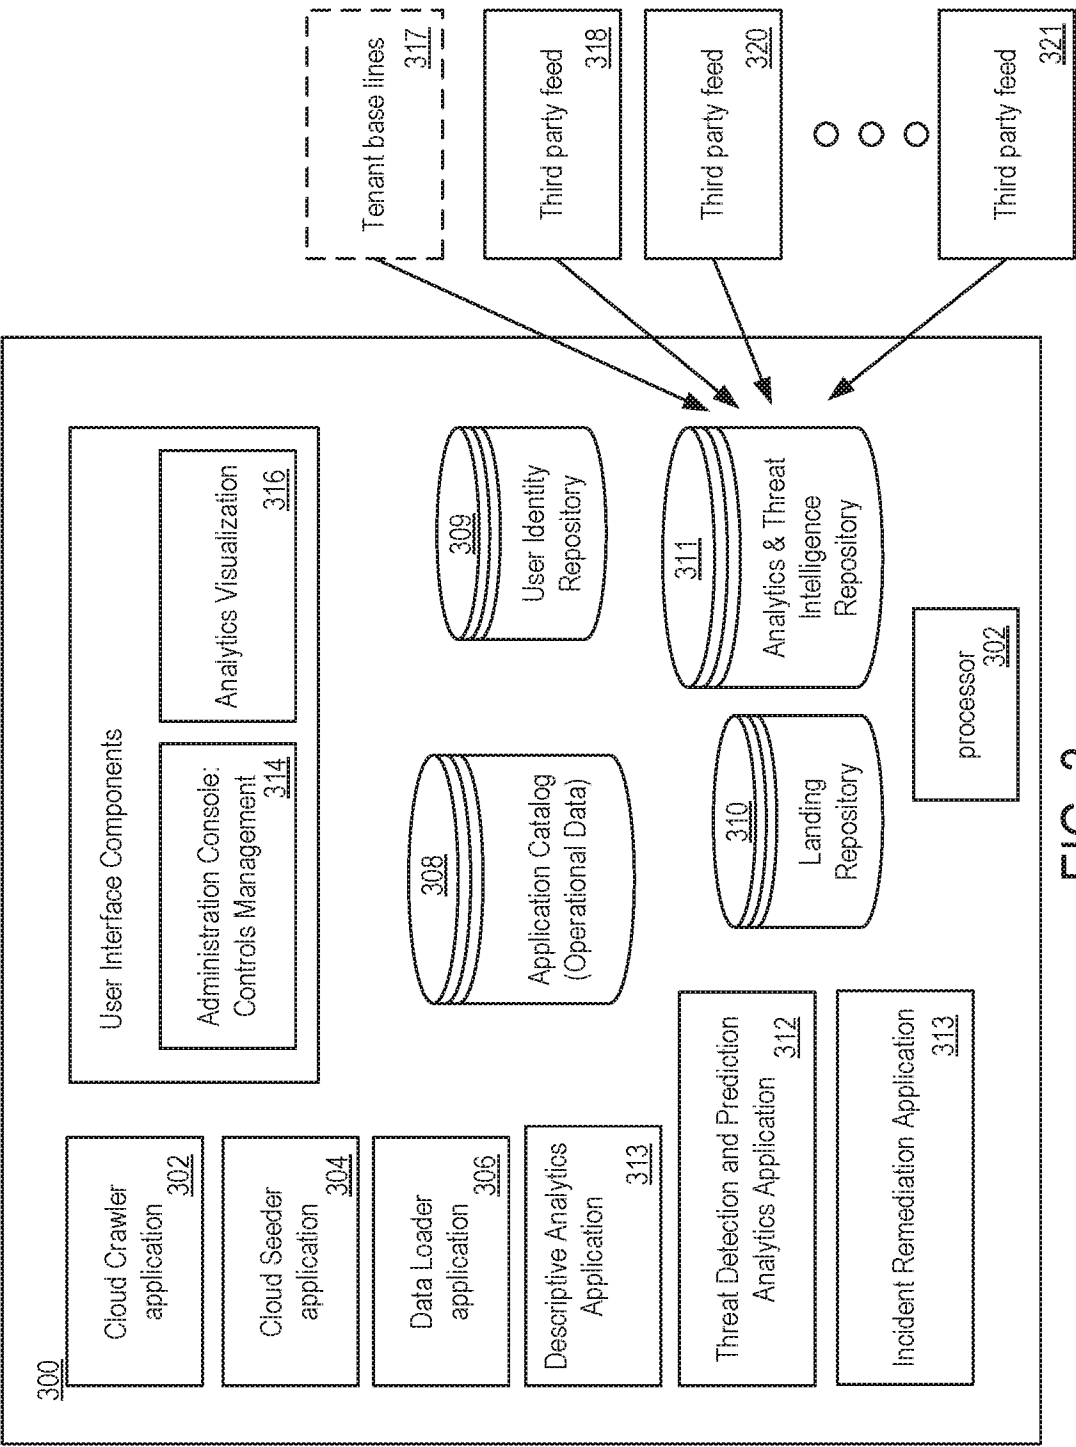 300
Cloud Crawler
application
302
Cloud Seeder
application
304
Data Loader
application
306
Descriptive Analytics
Application
313
Threat Detection and Prediction
Analytics Application
312
Incident Remediation Application
313
User Interface Components
Administration Console:
Controls Management
314
Analytics Visualization
316
308
Application Catalog
(Operational Data)
309
User Identity
Repository
310
Landing
Repository
311
Analytics & Threat
Intelligence
Repository
processor
302
Tenant base lines
317
Third party feed
318
Third party feed
320
Third party feed
321
FIG.